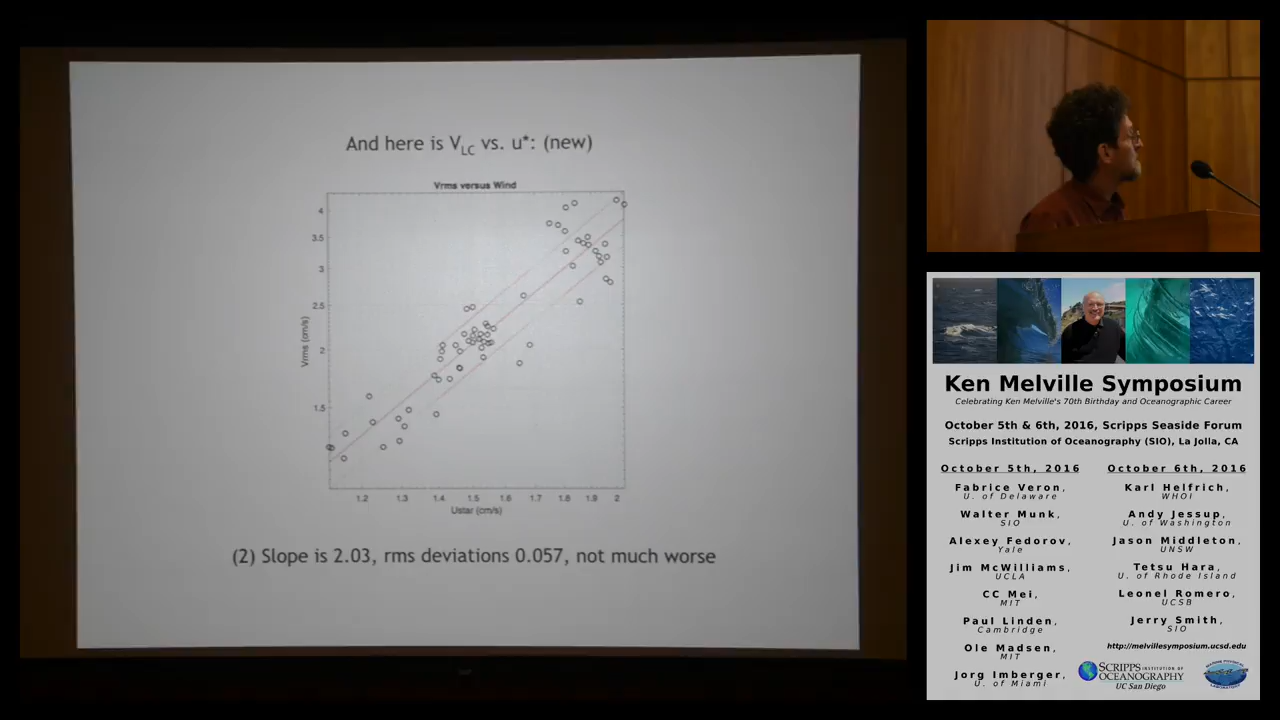 And here is VLC vs. u*: (new)
Vrms versus Wind
4
3.5
3
2.5
2
1.5
Vrms (cm/s)
1.2 1.3 1.4 1.5 1.6 1.7 1.8 1.9 2
Ustar (cm/s)
(2) Slope is 2.03, rms deviations 0.057, not much worse
Ken Melville Symposium
Celebrating Ken Melville's 70th Birthday and Oceanographic Career
October 5th & 6th, 2016, Scripps Seaside Forum
Scripps Institution of Oceanography (SIO), La Jolla, CA
October 5th, 2016
Fabrice Veron,
U. of Delaware
Walter Munk,
SIO
Alexey Fedorov,
Yale
Jim McWilliams,
UCLA
CC Mei,
MIT
Paul Linden,
Cambridge
Ole Madsen,
MIT
Jorg Imberger,
U. of Miami
October 6th, 2016
Karl Helfrich,
WHOI
Andy Jessup,
U. of Washington
Jason Middleton,
UNSW
Tetsu Hara,
U. of Rhode Island
Leonel Romero,
UCSB
Jerry Smith,
SIO
http://melvillesymposium.ucsd.edu
SCRIPPS INSTITUTION OF
OCEANOGRAPHY
UC San Diego